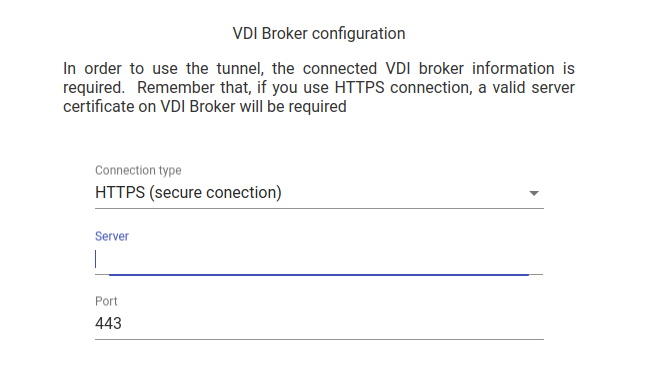 VDI Broker configuration
In order to use the tunnel, the connected VDI broker information is
required. Remember that, if you use HTTPS connection, a valid server
certificate on VDI Broker will be required
Connection type
HTTPS (secure conection)
Server
Port
443